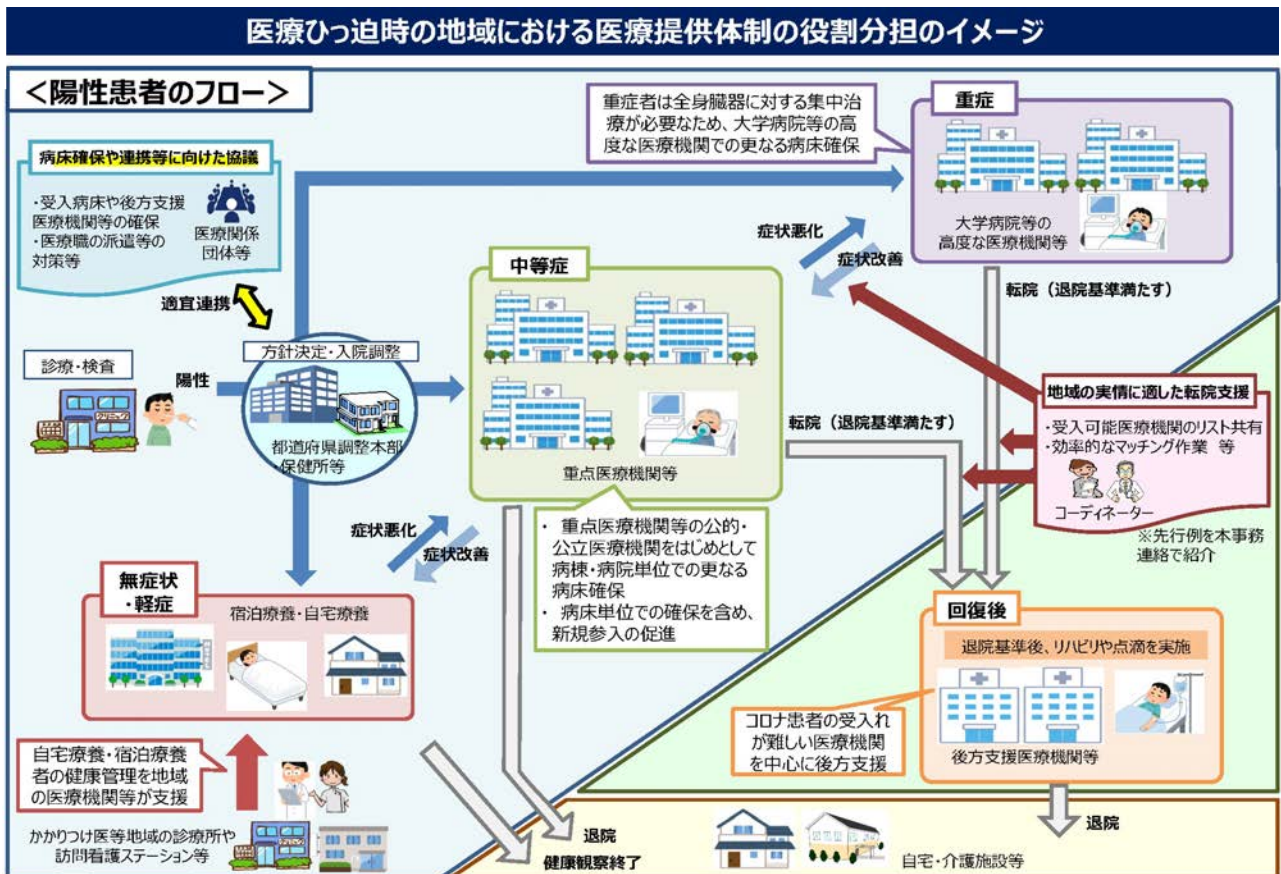 医療ひっ迫時の地域における医療提供体制の役割分担のイメージ
＜陽性患者のフロー＞
病床確保や連携等に向けた協議
・受入病床や後方支援
医療機関等の確保
・医療職の派遣等の
対策等
医療関係
団体等
適宜連携
診療・検査
陽性
方針決定・入院調整
都道府県調整本部
・保健所等
重症者は全身臓器に対する集中治
療が必要なため、大学病院等の高
度な医療機関での更なる病床確保
重症
大学病院等の
高度な医療機関等
症状悪化
症状改善
中等症
重点医療機関等
転院（退院基準満たす）
転院（退院基準満たす）
地域の実情に適した転院支援
・受入可能医療機関のリスト共有
・効率的なマッチング作業 等
コーディネーター
※先行例を本事務
連絡で紹介
・ 重点医療機関等の公的・
公立医療機関をはじめとして
病棟・病院単位での更なる
病床確保
・ 病床単位での確保を含め、
新規参入の促進
症状悪化
症状改善
無症状
・軽症
宿泊療養・自宅療養
自宅療養・宿泊療養
者の健康管理を地域
の医療機関等が支援
かかりつけ医等地域の診療所や
訪問看護ステーション等
回復後
退院基準後、リハビリや点滴を実施
後方支援医療機関等
コロナ患者の受入れ
が難しい医療機関
を中心に後方支援
退院
健康観察終了
退院
自宅・介護施設等